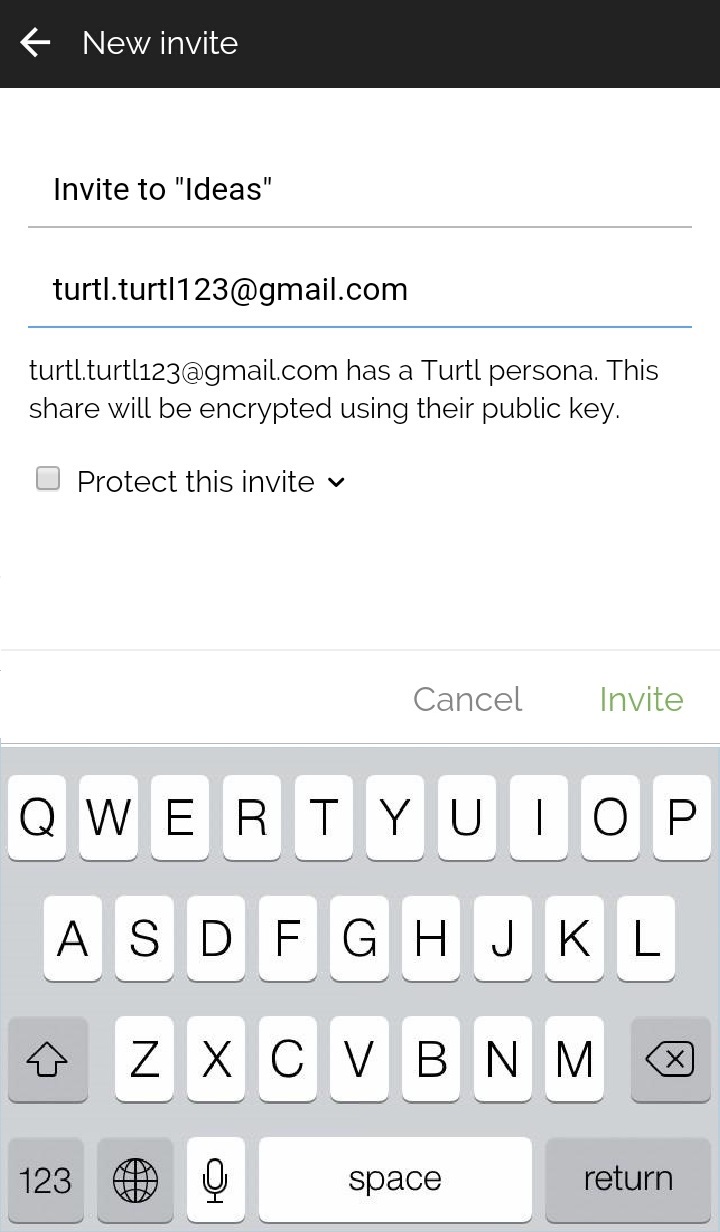 New invite
Invite to "Ideas"
turtl.turtl123@gmail.com
turtl.turtl123@gmail.com has a Turtl persona. This
share will be encrypted using their public key.
Protect this invite
Cancel Invite
Q W E R T Y U I O P
A S D F G H J K L
Z X C V B N M
123 space return